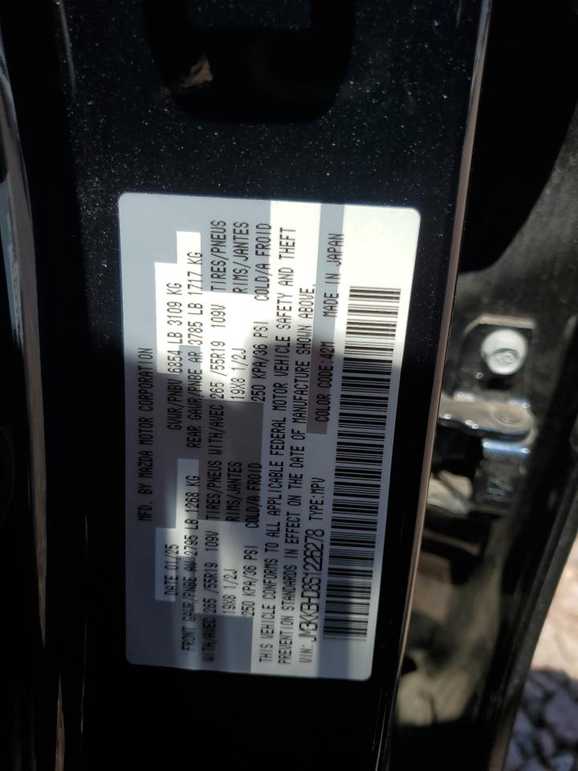 MFD. BY MAZDA MOTOR CORPORATION
DATE 01/25 GVWR/PNBV 6854 LB 3109 KG
FRONT GAWR/PNBE AV 2795 LB 1268 KG REAR GAWR/PNBE AR 3785 LB 1717 KG
WITH/AVEC 265 /55R19 109V TIRES/PNEUS WITH/AVEC 265 /55R19 109V TIRES/PNEUS
19X8 1/2J RIMS/JANTES 19X8 1/2J RIMS/JANTES
250 KPA/36 PSI COLD/A FROID 250 KPA/36 PSI COLD/A FROID
THIS VEHICLE CONFORMS TO ALL APPLICABLE FEDERAL MOTOR VEHICLE SAFETY AND THEFT
PREVENTION STANDARDS IN EFFECT ON THE DATE OF MANUFACTURE SHOWN ABOVE.
VIN: JM3KKBHD8S1226278 TYPE: MPV COLOR CODE: 42M MADE IN JAPAN